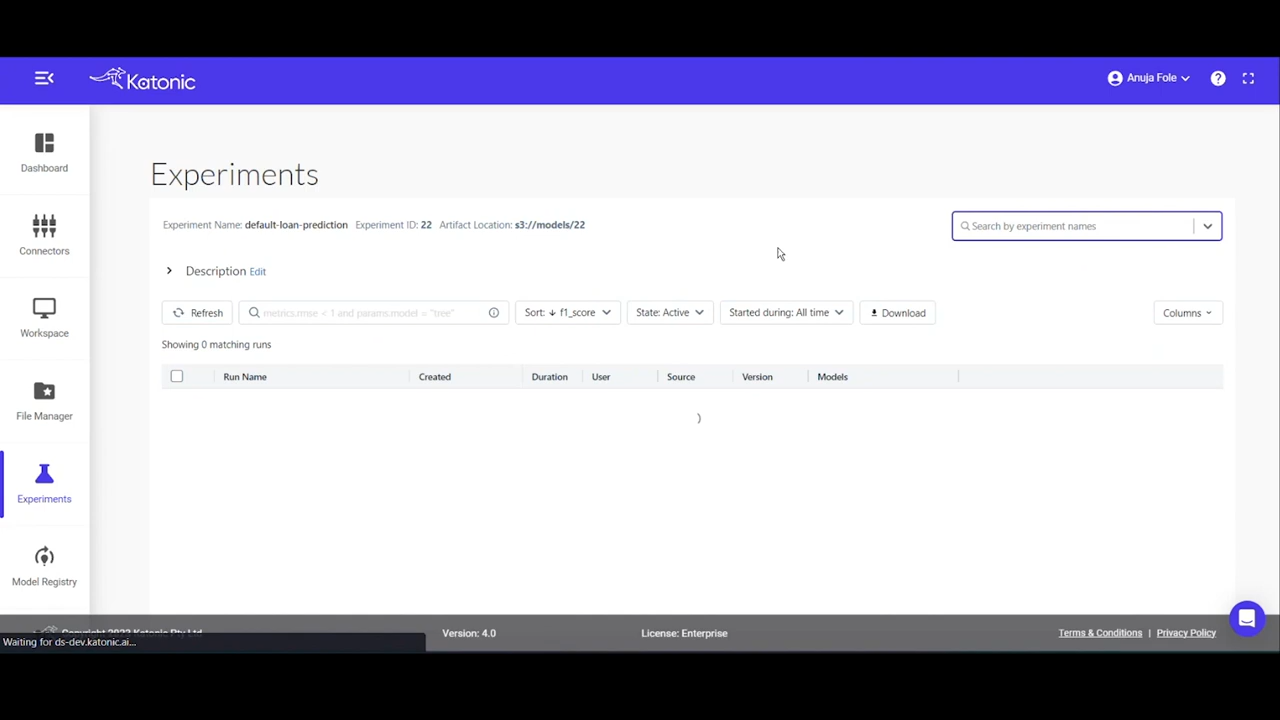 Katonic
Anuja Fole
Dashboard
Connectors
Workspace
File Manager
Experiments
Model Registry
Experiments
Experiment Name: default-loan-prediction Experiment ID: 22 Artifact Location: s3://models/22
Search by experiment names
Description Edit
Refresh
metrics.rmse < 1 and params.model = "tree"
Sort: ↓ f1_score
State: Active
Started during: All time
Download
Columns
Showing 0 matching runs
Run Name Created Duration User Source Version Models
Copyright 2023 Katonic Pty Ltd
Version: 4.0
License: Enterprise
Terms & Conditions | Privacy Policy
Waiting for ds-dev.katonic.ai...